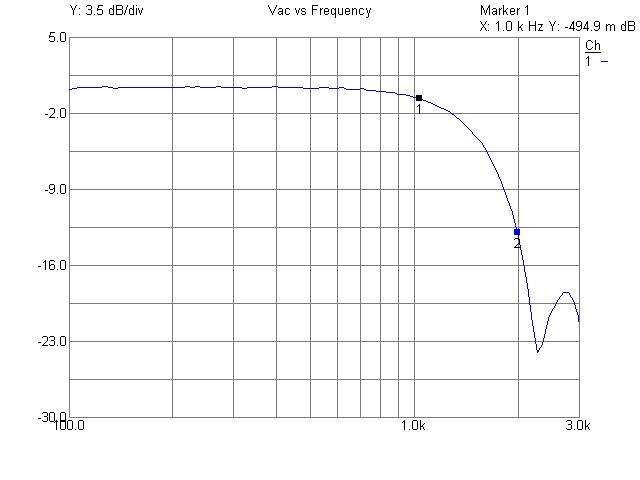 Y: 3.5 dB/div Vac vs Frequency Marker 1
X: 1.0 k Hz Y: -494.9 m dB
5.0
Ch
1 –
-2.0
1
-9.0
2
-16.0
-23.0
-30.0
100.0 1.0k 3.0k